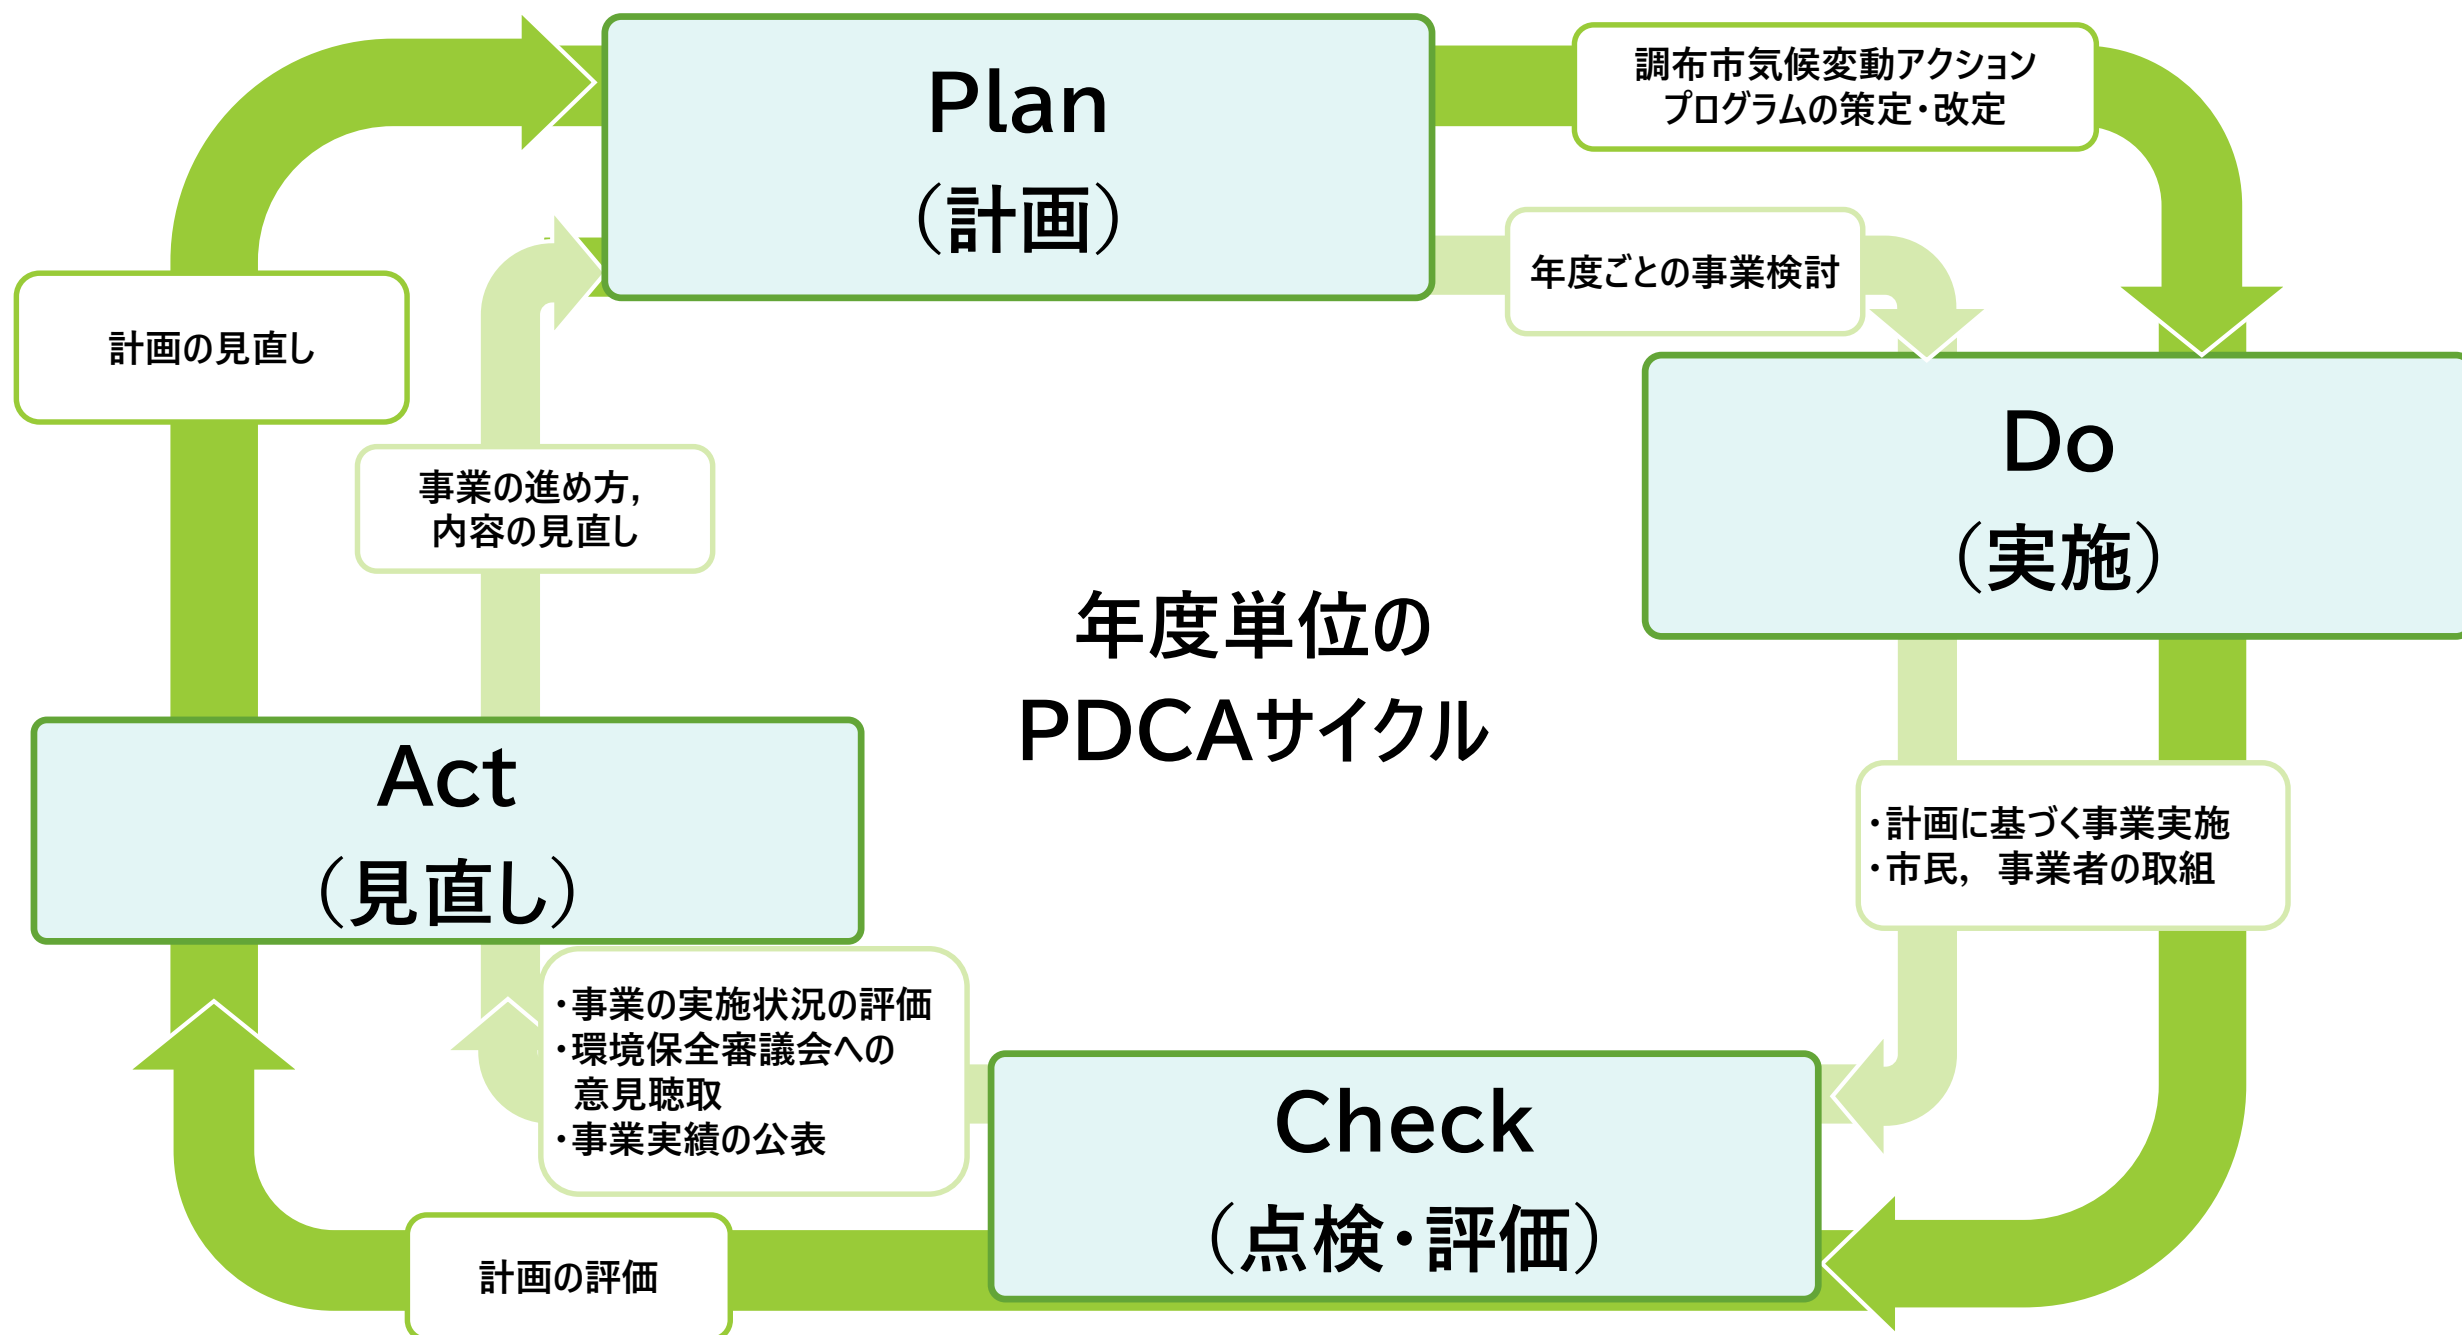 Plan
（計画）
調布市気候変動アクション
プログラムの策定・改定
年度ごとの事業検討
計画の見直し
事業の進め方，
内容の見直し
Do
（実施）
年度単位の
PDCAサイクル
Act
（見直し）
・計画に基づく事業実施
・市民，事業者の取組
・事業の実施状況の評価
・環境保全審議会への
意見聴取
・事業実績の公表
Check
（点検・評価）
計画の評価